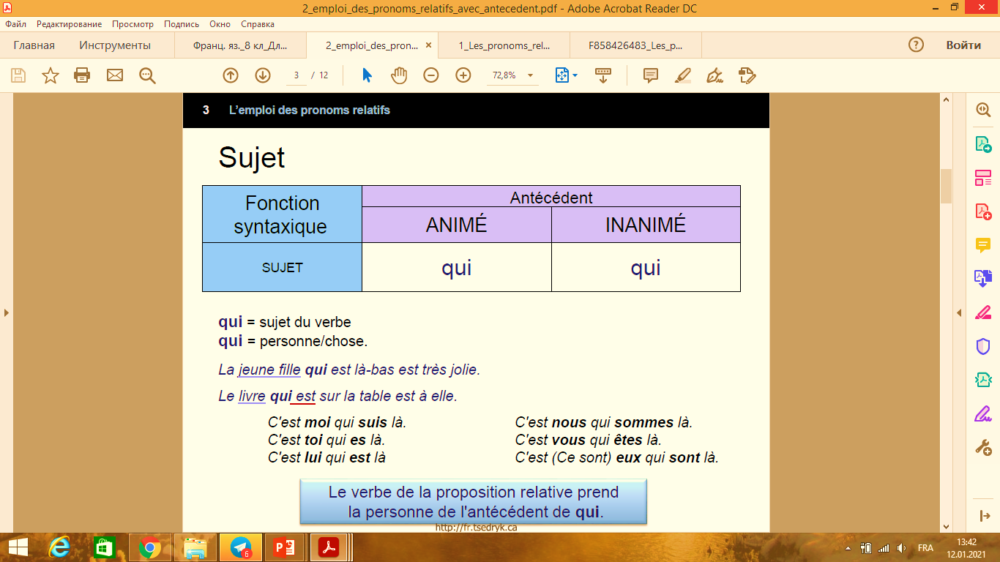 2_emploi_des_pronoms_relatifs_avec_antecedent.pdf - Adobe Acrobat Reader DC
Файл Редактирование Просмотр Подпись Окно Справка
Главная Инструменты Франц. яз._8 кл_Дл... 2_emploi_des_pron... × 1_Les_pronoms_rel... F858426483_Les_p... Войти
3 / 12 72,8%
3 L'emploi des pronoms relatifs
Sujet
Fonction syntaxique
Antécédent
ANIMÉ INANIMÉ
SUJET qui qui
qui = sujet du verbe
qui = personne/chose.
La jeune fille qui est là-bas est très jolie.
Le livre qui est sur la table est à elle.
C'est moi qui suis là.
C'est toi qui es là.
C'est lui qui est là
C'est nous qui sommes là.
C'est vous qui êtes là.
C'est (Ce sont) eux qui sont là.
Le verbe de la proposition relative prend
la personne de l'antécédent de qui.
http://fr.tsedryk.ca
6
FRA
13:42
12.01.2021